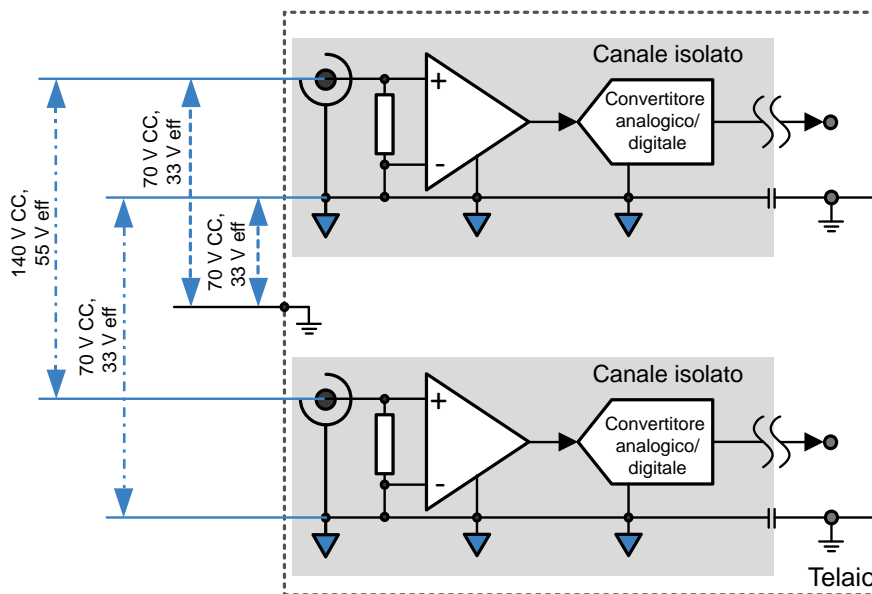 Canale isolato
Convertitore
analogico/
digitale
+
-
140 V CC,
55 V eff
70 V CC,
33 V eff
70 V CC,
33 V eff
70 V CC,
33 V eff
Canale isolato
Convertitore
analogico/
digitale
+
-
Telaio